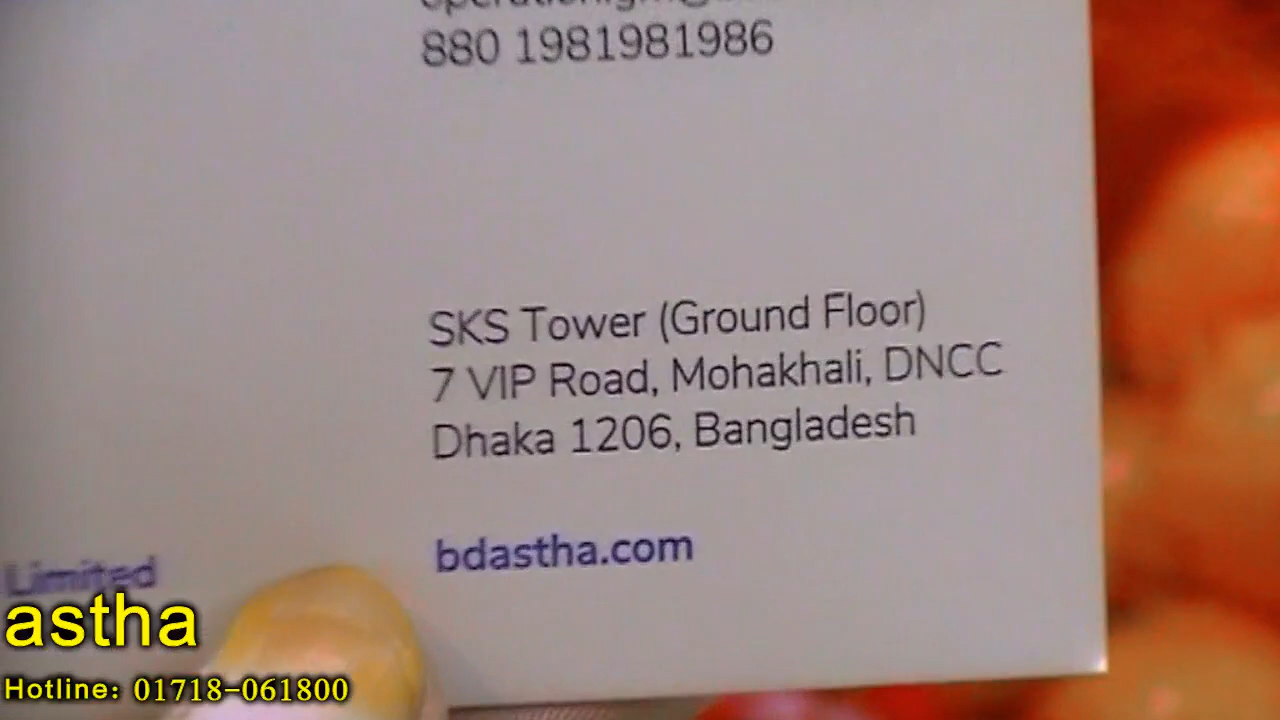 880 1981981986
SKS Tower (Ground Floor)
7 VIP Road, Mohakhali, DNCC
Dhaka 1206, Bangladesh
bdastha.com
Limited
astha
Hotline: 01718-061800